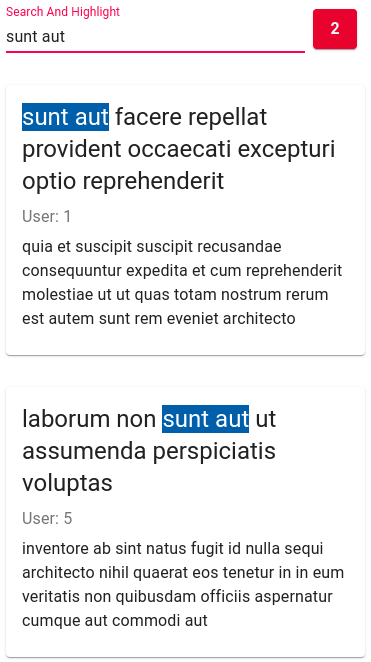 Search And Highlight
sunt aut
2
sunt aut facere repellat
provident occaecati excepturi
optio reprehenderit
User: 1
quia et suscipit suscipit recusandae
consequuntur expedita et cum reprehenderit
molestiae ut ut quas totam nostrum rerum
est autem sunt rem eveniet architecto
laborum non sunt aut ut
assumenda perspiciatis
voluptas
User: 5
inventore ab sint natus fugit id nulla sequi
architecto nihil quaerat eos tenetur in in eum
veritatis non quibusdam officiis aspernatur
cumque aut commodi aut